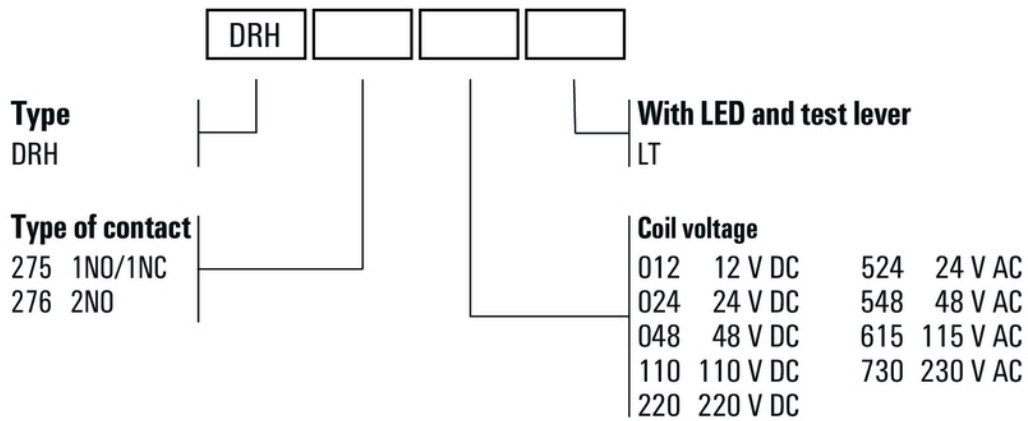 DRH
Type
DRH
With LED and test lever
LT
Type of contact
275 1NO/1NC
276 2NO
Coil voltage
012 12 V DC 524 24 V AC
024 24 V DC 548 48 V AC
048 48 V DC 615 115 V AC
110 110 V DC 730 230 V AC
220 220 V DC